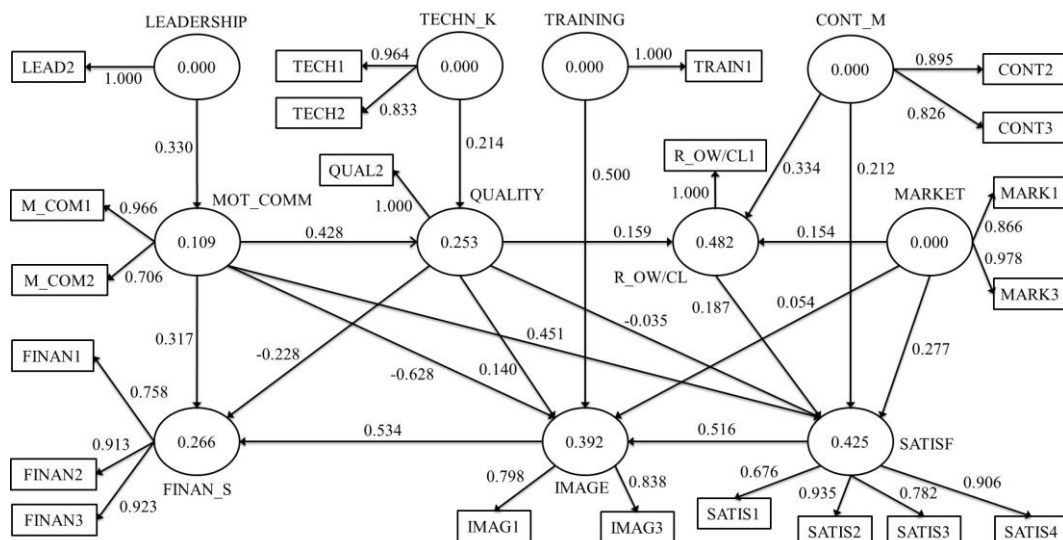 LEADERSHIP
TECHN_K
TRAINING
CONT_M
LEAD2
1.000
0.000
TECH1
0.964
0.000
0.000
1.000
TRAIN1
0.000
0.895
CONT2
TECH2
0.833
0.826
CONT3
0.330
0.214
0.500
0.334
0.212
QUAL2
1.000
R_OW/CL1
1.000
M_COM1
0.966
MOT_COMM
QUALITY
MARKET
MARK1
0.866
0.109
0.428
0.253
0.159
0.482
0.154
0.000
0.978
M_COM2
0.706
R_OW/CL
MARK3
0.317
-0.228
-0.628
0.140
0.451
-0.035
0.187
0.054
0.277
FINAN1
0.758
0.266
0.534
0.392
0.516
0.425
SATISF
FINAN2
0.913
FINAN_S
0.923
FINAN3
0.798
IMAGE
0.838
0.676
0.935
0.782
0.906
IMAG1
IMAG3
SATIS1
SATIS2
SATIS3
SATIS4